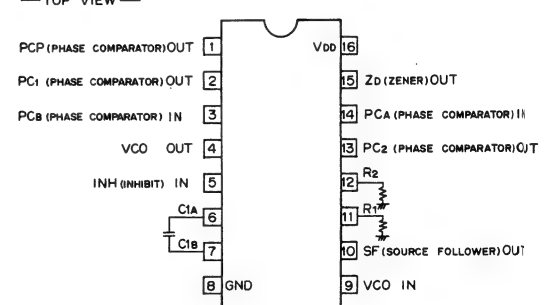 TOP VIEW
PCP (PHASE COMPARATOR) OUT 1
PC1 (PHASE COMPARATOR) OUT 2
PCB (PHASE COMPARATOR) IN 3
VCO OUT 4
INH (INHIBIT) IN 5
C1A 6
C1B 7
8 GND
VDD 16
15 ZD (ZENER) OUT
14 PCA (PHASE COMPARATOR) IN
13 PC2 (PHASE COMPARATOR) OUT
12 R2
11 R1
10 SF (SOURCE FOLLOWER) OUT
9 VCO IN